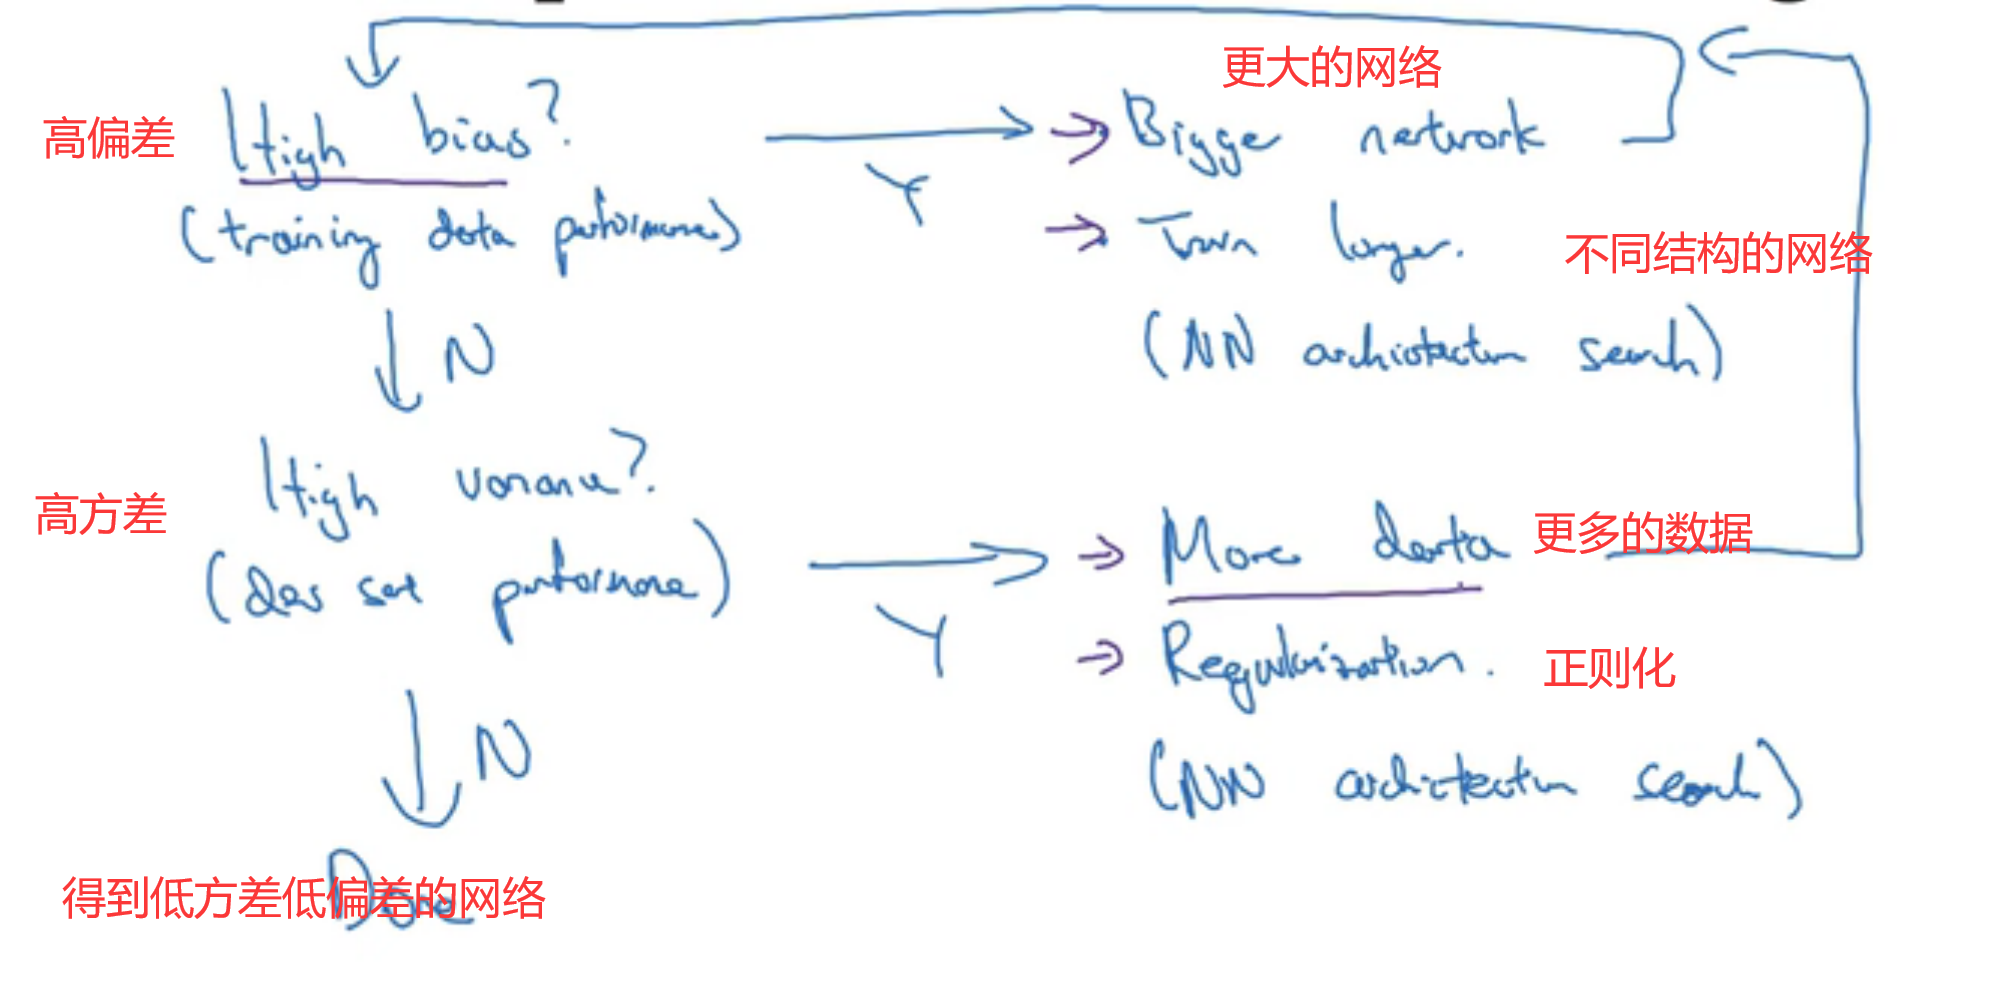 更大的网络
高偏差 High bias? Y → Bigger network
(training data performance) → Train longer. 不同结构的网络
N (NN architecture search)
高方差 High variance? → More data 更多的数据
(Dev set performance) Y → Regularization. 正则化
N (NN architecture search)
得到低方差低偏差的网络 Done